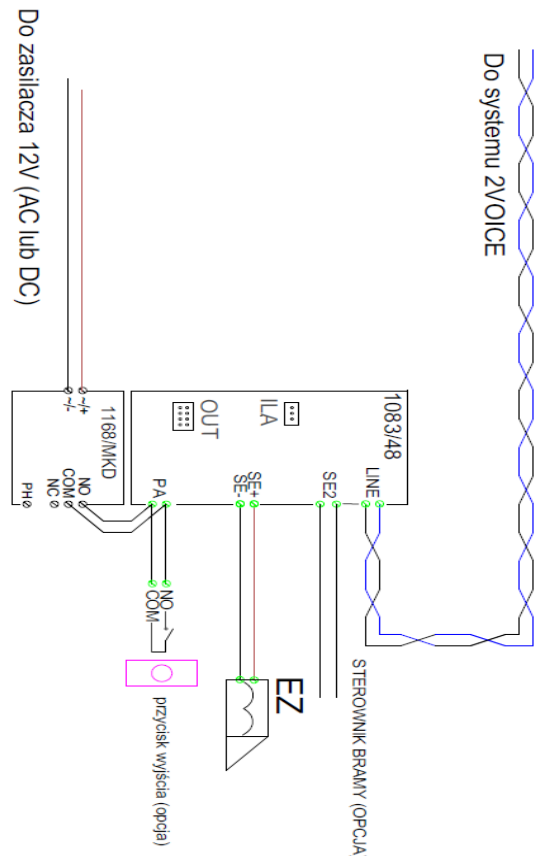 Do systemu 2VOICE
Do zasilacza 12V (AC lub DC)
1083/48
ILA
OUT
LINE
SE2
SE+
SE-
PA
1168/MKD
~/+
~/-
NO
COM
NC
PH
NO
COM
EZ
STEROWNIK BRAMY (OPCJA)
przycisk wyjścia (opcja)